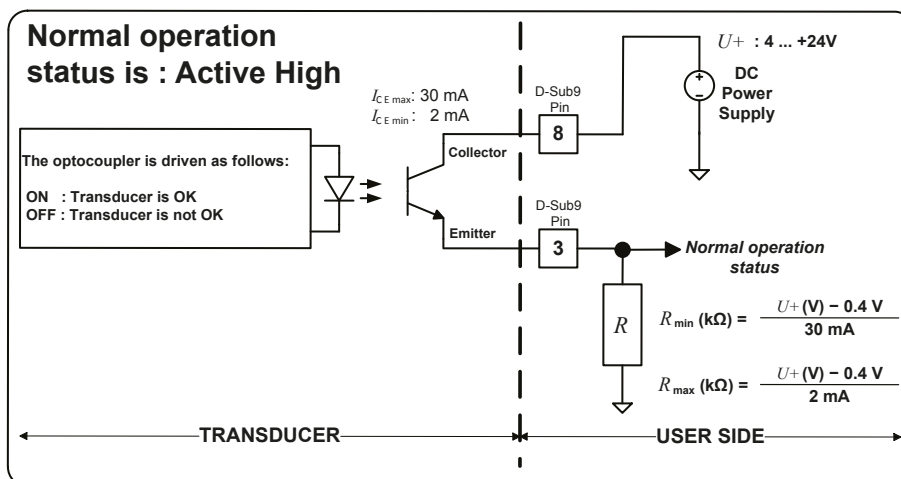 Normal operation
status is : Active High
U+ : 4 ... +24V
DC
Power
Supply
I_CE max: 30 mA
I_CE min: 2 mA
D-Sub9
Pin
8
Collector
The optocoupler is driven as follows:
ON : Transducer is OK
OFF : Transducer is not OK
Emitter
D-Sub9
Pin
3
Normal operation
status
R
R min (kΩ) = U+ (V) − 0.4 V
30 mA
R max (kΩ) = U+ (V) − 0.4 V
2 mA
TRANSDUCER
USER SIDE